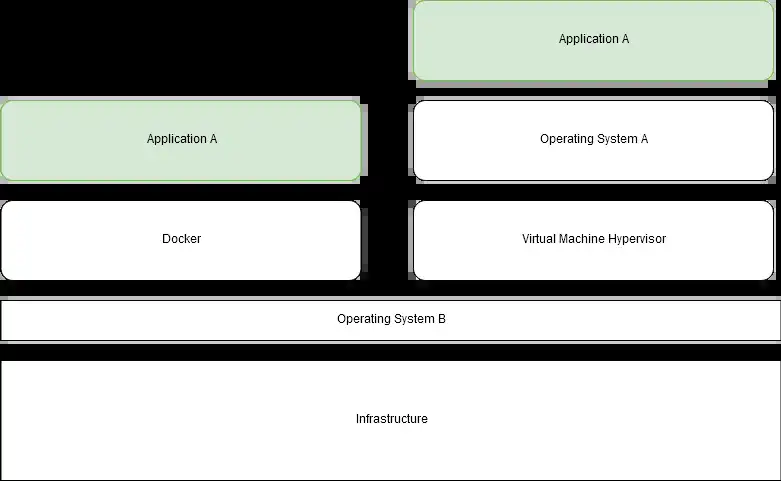 Application A
Application A
Operating System A
Docker
Virtual Machine Hypervisor
Operating System B
Infrastructure